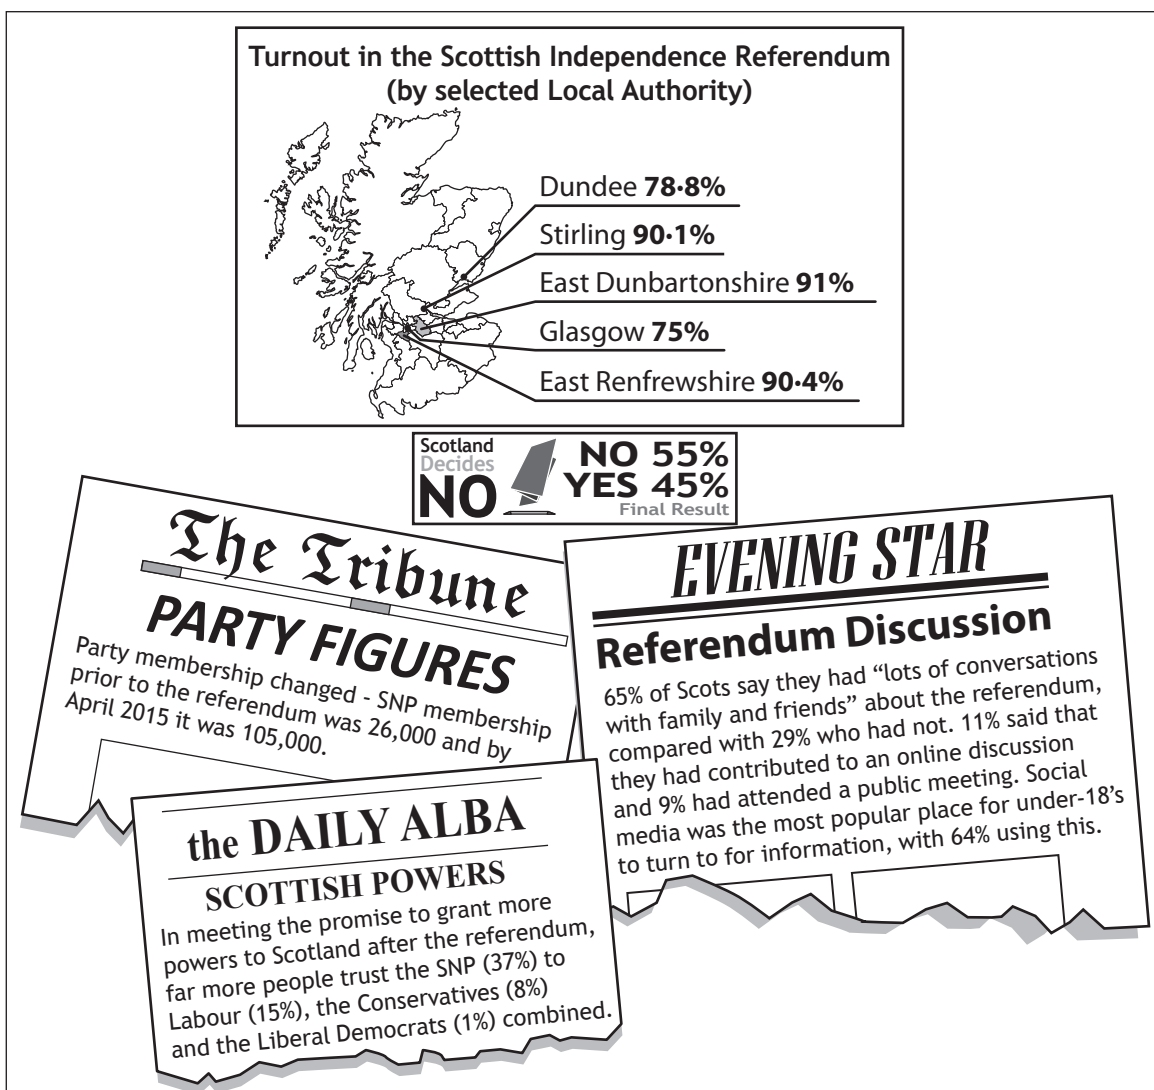 Turnout in the Scottish Independence Referendum
(by selected Local Authority)
Dundee 78·8%
Stirling 90·1%
East Dunbartonshire 91%
Glasgow 75%
East Renfrewshire 90·4%
Scotland
Decides
NO
NO 55%
YES 45%
Final Result
The Tribune
PARTY FIGURES
Party membership changed - SNP membership
prior to the referendum was 26,000 and by
April 2015 it was 105,000.
EVENING STAR
Referendum Discussion
65% of Scots say they had “lots of conversations
with family and friends” about the referendum,
compared with 29% who had not. 11% said that
they had contributed to an online discussion
and 9% had attended a public meeting. Social
media was the most popular place for under-18’s
to turn to for information, with 64% using this.
the DAILY ALBA
SCOTTISH POWERS
In meeting the promise to grant more
powers to Scotland after the referendum,
far more people trust the SNP (37%) to
Labour (15%), the Conservatives (8%)
and the Liberal Democrats (1%) combined.